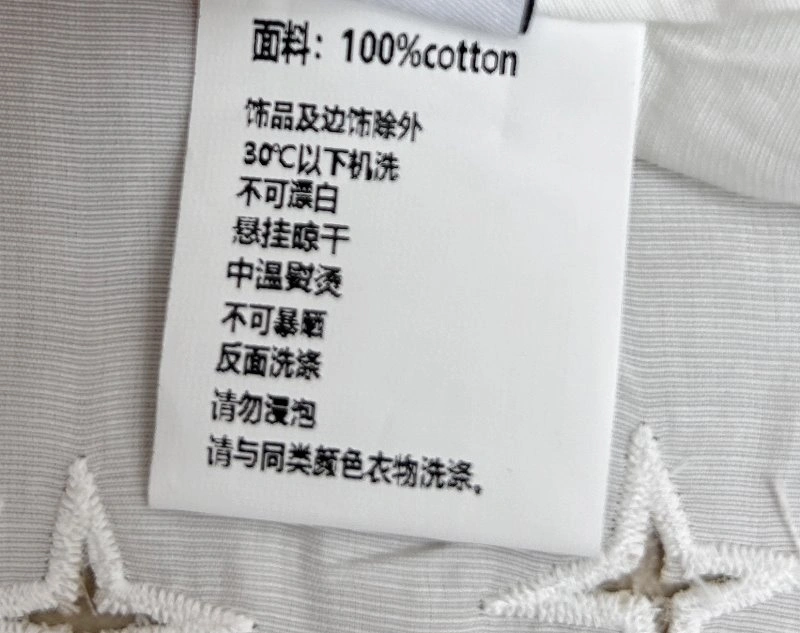 面料：100%cotton
饰品及边饰除外
30℃以下机洗
不可漂白
悬挂晾干
中温熨烫
不可暴晒
反面洗涤
请勿浸泡
请与同类颜色衣物洗涤。